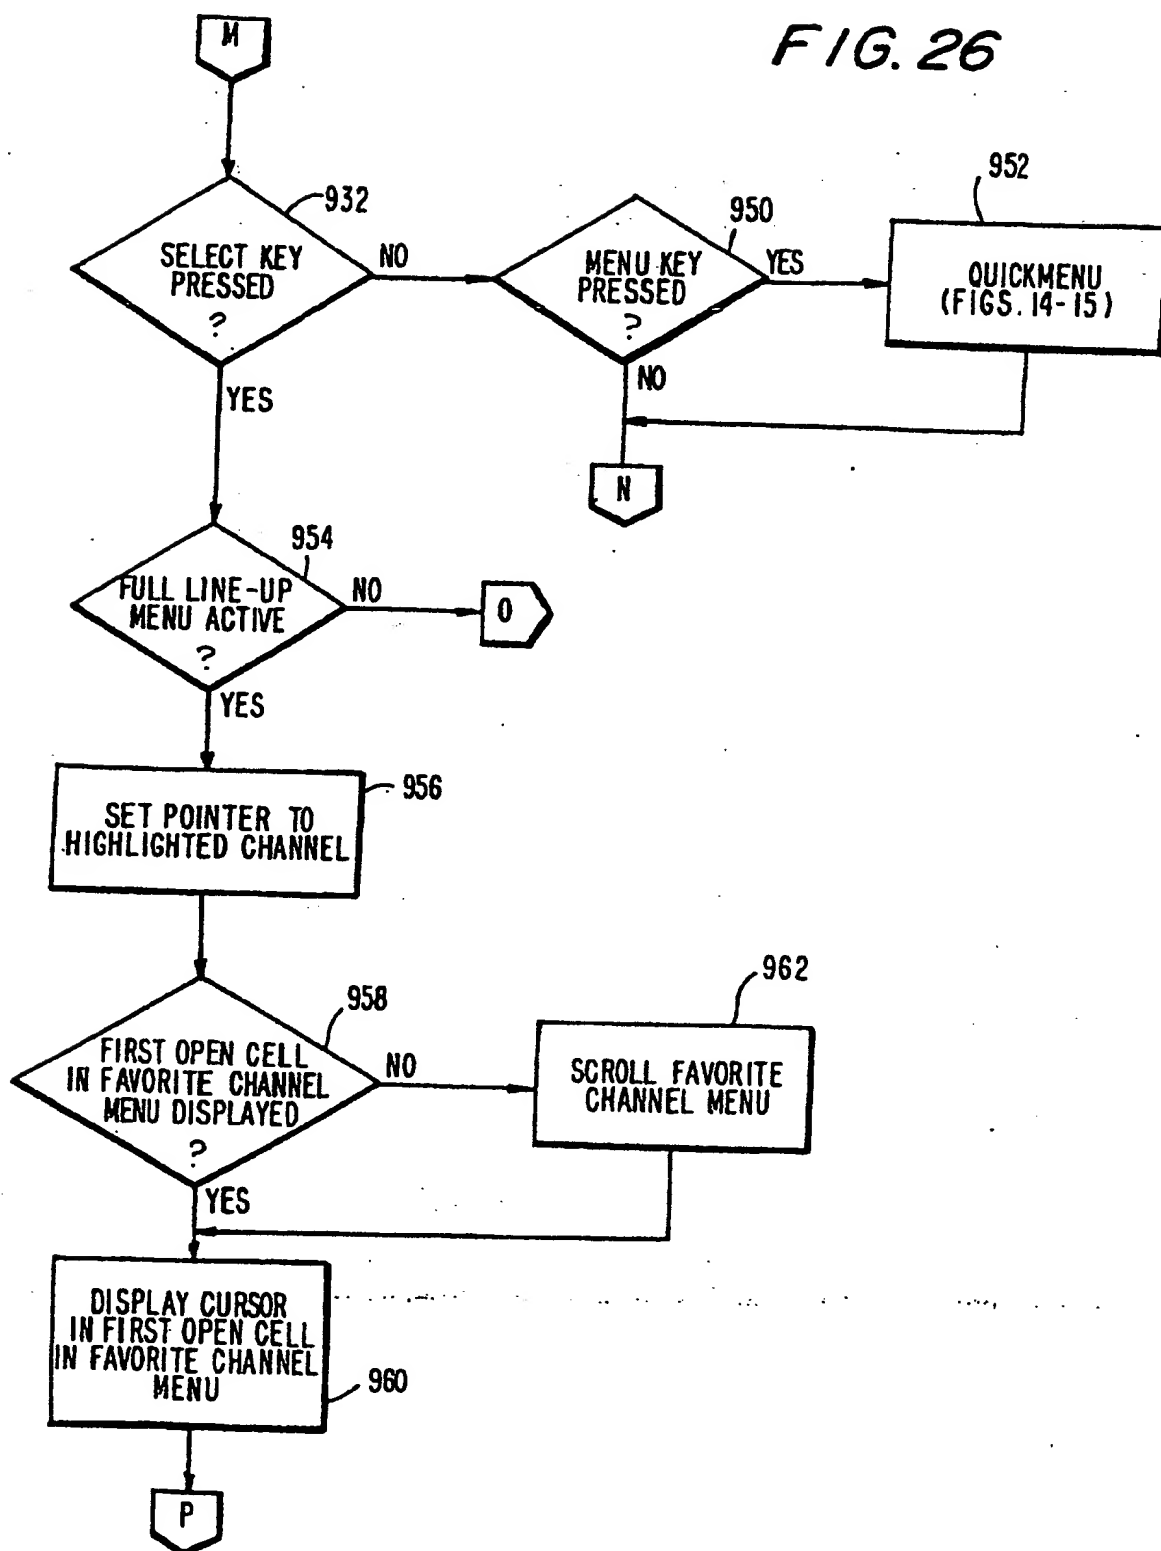 FIG. 26
M
932
SELECT KEY
PRESSED
?
NO
YES
950
MENU KEY
PRESSED
?
YES
NO
952
QUICKMENU
(FIGS. 14-15)
N
954
FULL LINE-UP
MENU ACTIVE
?
NO
O
YES
956
SET POINTER TO
HIGHLIGHTED CHANNEL
958
FIRST OPEN CELL
IN FAVORITE CHANNEL
MENU DISPLAYED
?
NO
962
SCROLL FAVORITE
CHANNEL MENU
YES
DISPLAY CURSOR
IN FIRST OPEN CELL
IN FAVORITE CHANNEL
MENU
960
P